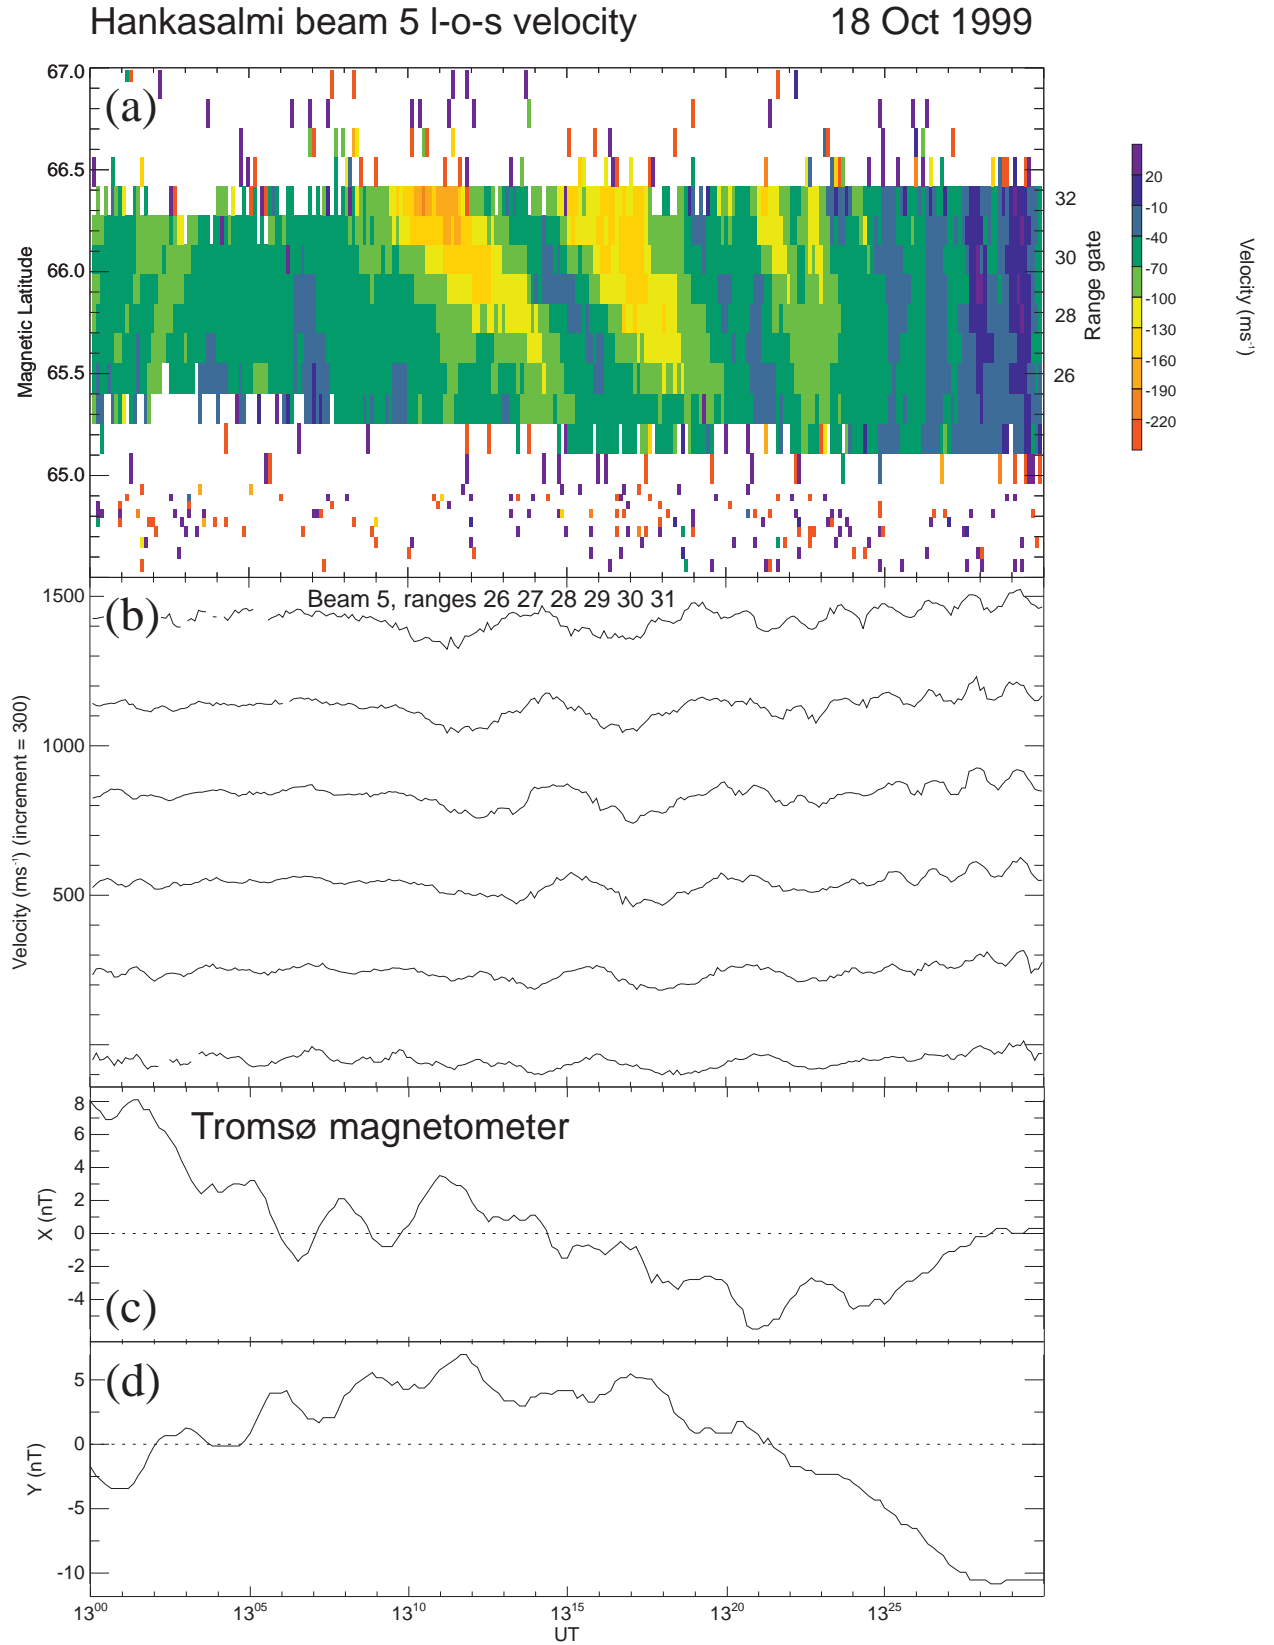 Hankasalmi beam 5 l-o-s velocity 18 Oct 1999
(a)
67.0
66.5
66.0
65.5
65.0
Magnetic Latitude
32
30
28
26
Range gate
20
-10
-40
-70
-100
-130
-160
-190
-220
Velocity (ms⁻¹)
(b)
Beam 5, ranges 26 27 28 29 30 31
1500
1000
500
Velocity (ms⁻¹) (increment = 300)
Tromsø magnetometer
8
6
4
2
0
-2
-4
X (nT)
(c)
(d)
5
0
-5
-10
Y (nT)
13⁰⁰ 13⁰⁵ 13¹⁰ 13¹⁵ 13²⁰ 13²⁵
UT